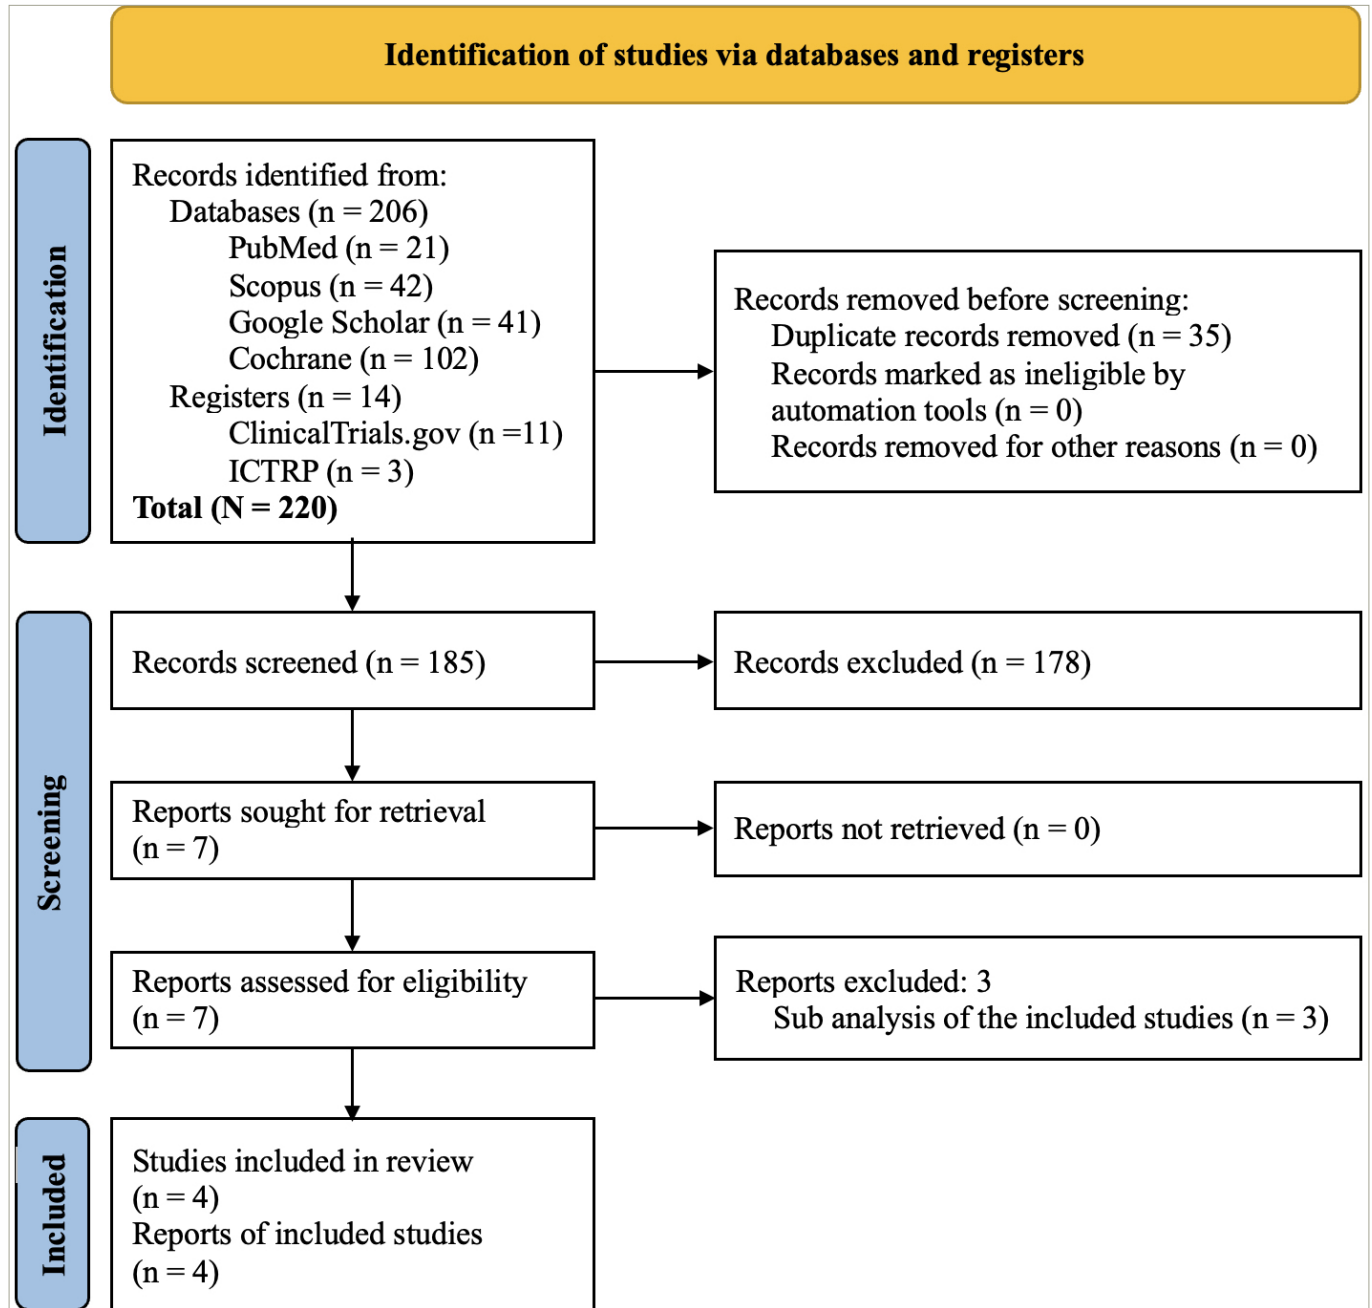 Identification of studies via databases and registers
Identification
Records identified from:
Databases (n = 206)
PubMed (n = 21)
Scopus (n = 42)
Google Scholar (n = 41)
Cochrane (n = 102)
Registers (n = 14)
ClinicalTrials.gov (n =11)
ICTRP (n = 3)
Total (N = 220)
Records removed before screening:
Duplicate records removed (n = 35)
Records marked as ineligible by
automation tools (n = 0)
Records removed for other reasons (n = 0)
Screening
Records screened (n = 185)
Records excluded (n = 178)
Reports sought for retrieval
(n = 7)
Reports not retrieved (n = 0)
Reports assessed for eligibility
(n = 7)
Reports excluded: 3
Sub analysis of the included studies (n = 3)
Included
Studies included in review
(n = 4)
Reports of included studies
(n = 4)